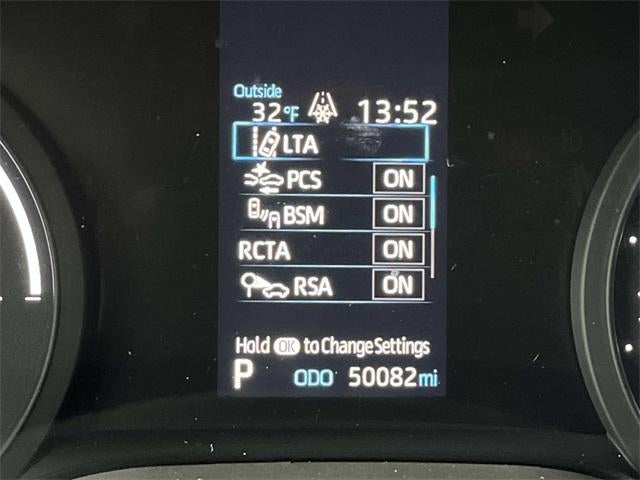 Outside
32°F 13:52
LTA
PCS ON
BSM ON
RCTA ON
RSA ON
Hold OK to Change Settings
P ODO 50082 mi